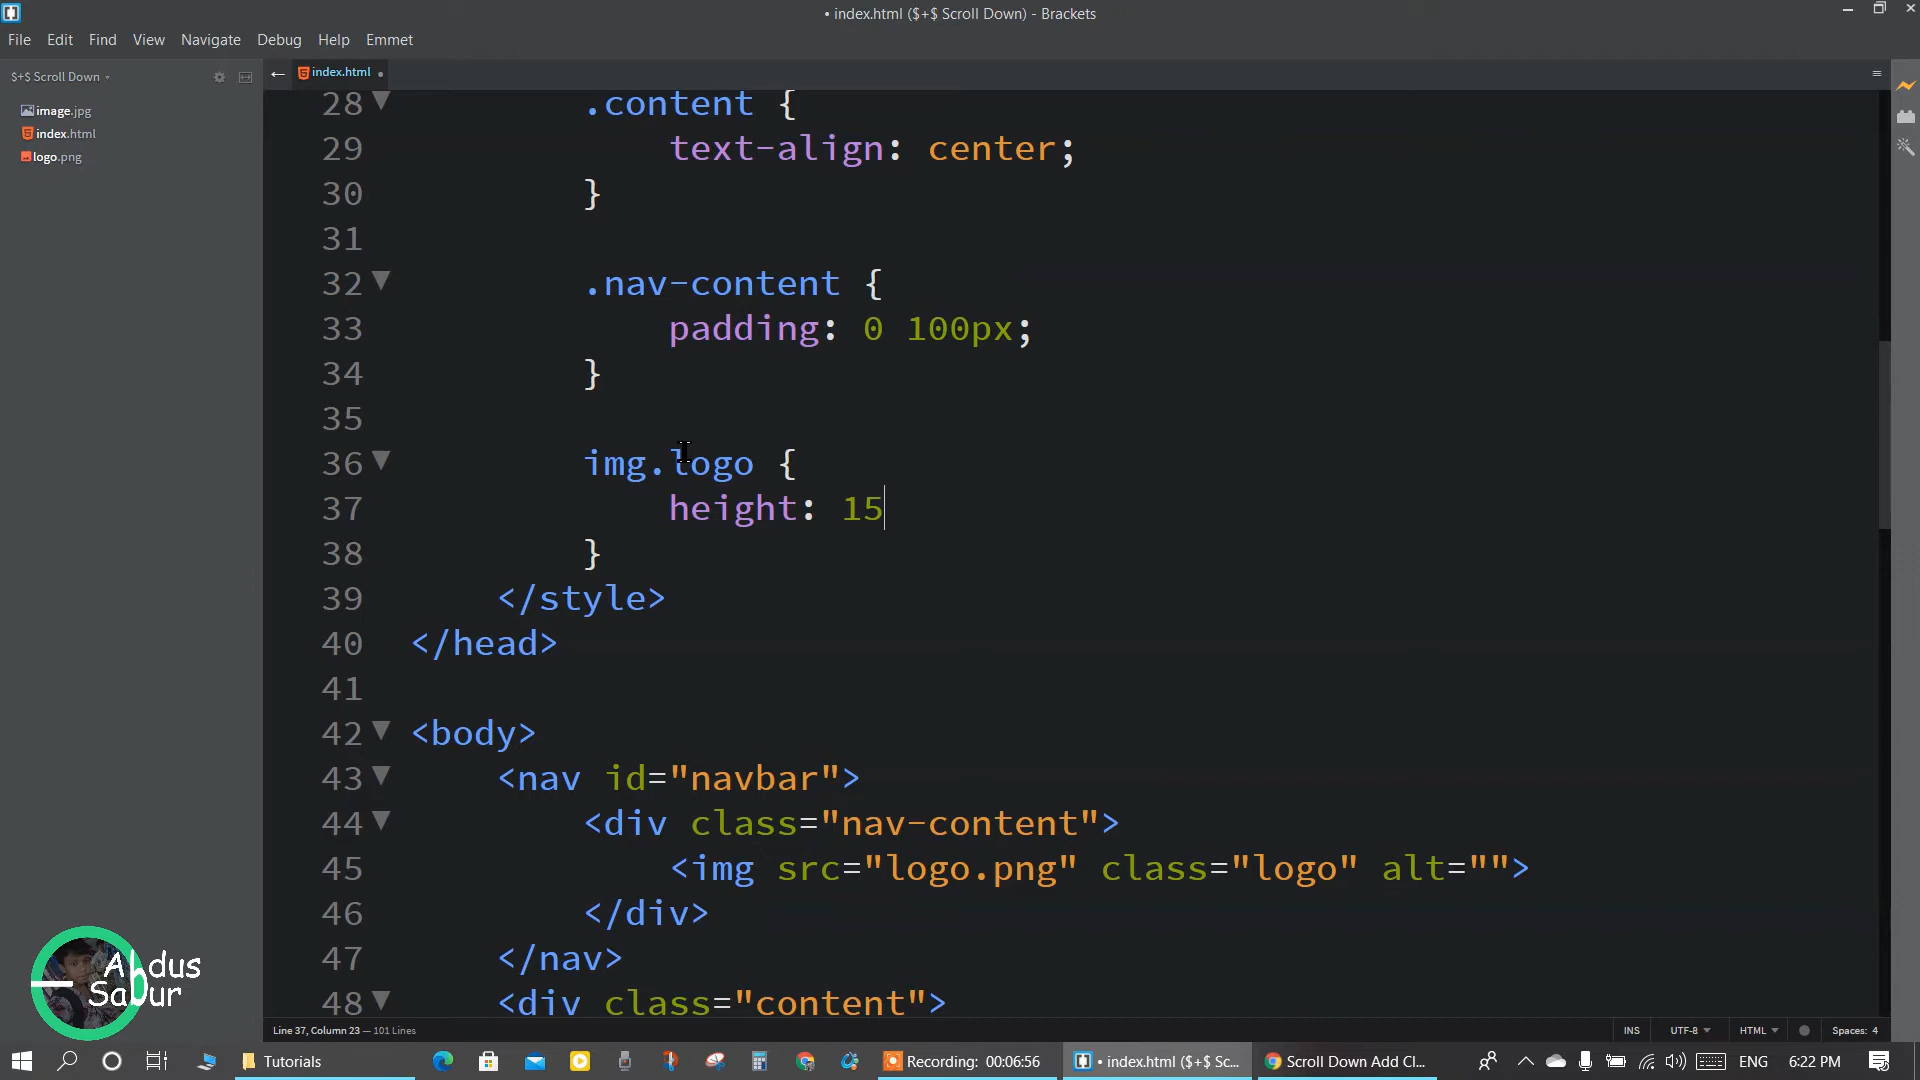 • index.html ($+$ Scroll Down) - Brackets
File Edit Find View Navigate Debug Help Emmet
$+$ Scroll Down
index.html
image.jpg
index.html
logo.png
28 .content {
29 text-align: center;
30 }
31
32 .nav-content {
33 padding: 0 100px;
34 }
35
36 img.logo {
37 height: 15
38 }
39 </style>
40 </head>
41
42 <body>
43 <nav id="navbar">
44 <div class="nav-content">
45 <img src="logo.png" class="logo" alt="">
46 </div>
47 </nav>
48 <div class="content">
Abdus
Sabur
Line 37, Column 23 — 101 Lines
INS UTF-8 HTML Spaces: 4
Tutorials
Recording: 00:06:56
• index.html ($+$ Sc...
Scroll Down Add Cl...
ENG 6:22 PM